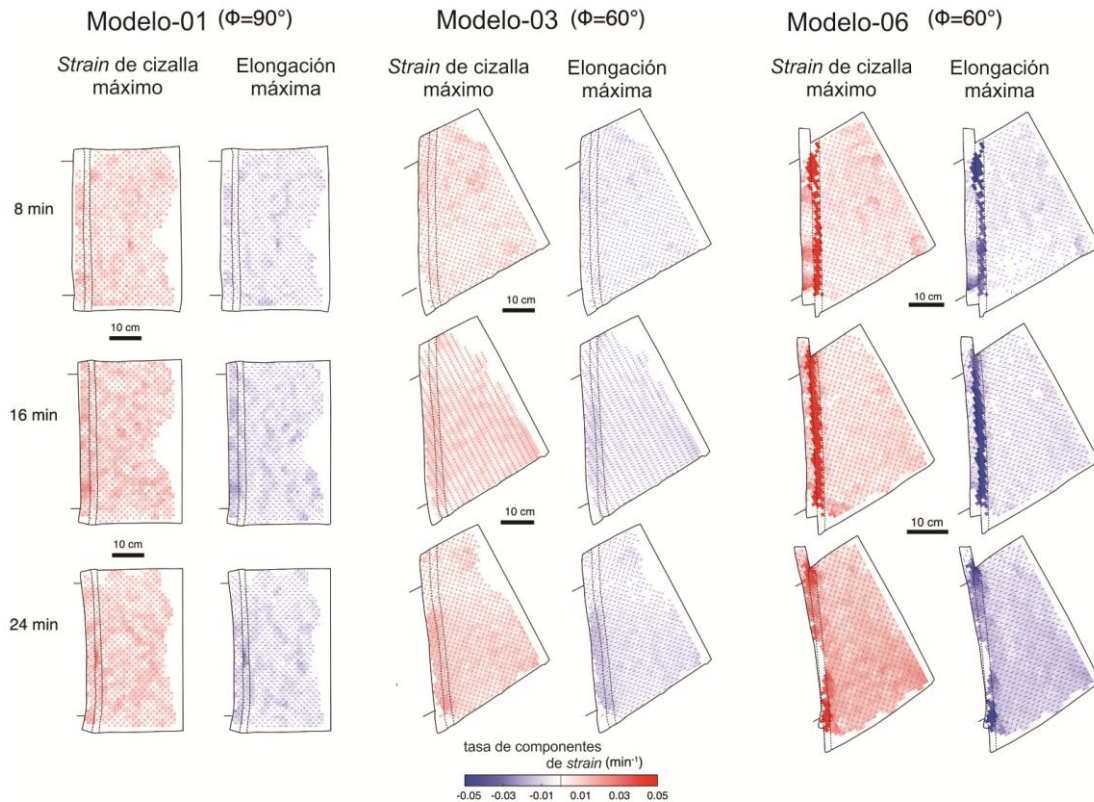 Modelo-01 (Φ=90°)
Strain de cizalla
máximo
Elongación
máxima
Modelo-03 (Φ=60°)
Strain de cizalla
máximo
Elongación
máxima
Modelo-06 (Φ=60°)
Strain de cizalla
máximo
Elongación
máxima
8 min
10 cm
10 cm
10 cm
16 min
10 cm
10 cm
10 cm
24 min
tasa de componentes
de strain (min⁻¹)
-0.05 -0.03 -0.01 0.01 0.03 0.05